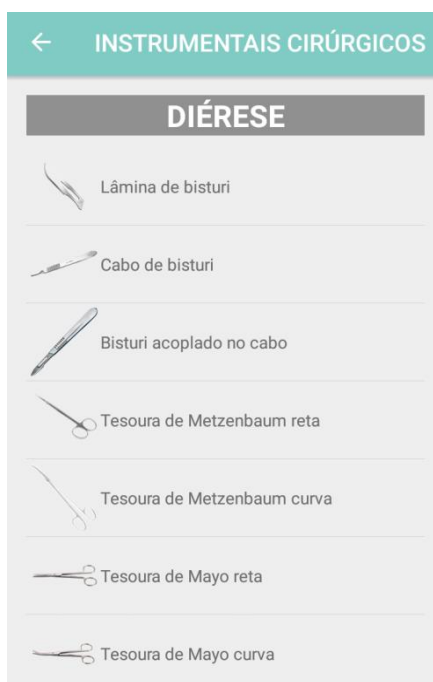 INSTRUMENTAIS CIRÚRGICOS
DIÉRESE
Lâmina de bisturi
Cabo de bisturi
Bisturi acoplado no cabo
Tesoura de Metzenbaum reta
Tesoura de Metzenbaum curva
Tesoura de Mayo reta
Tesoura de Mayo curva